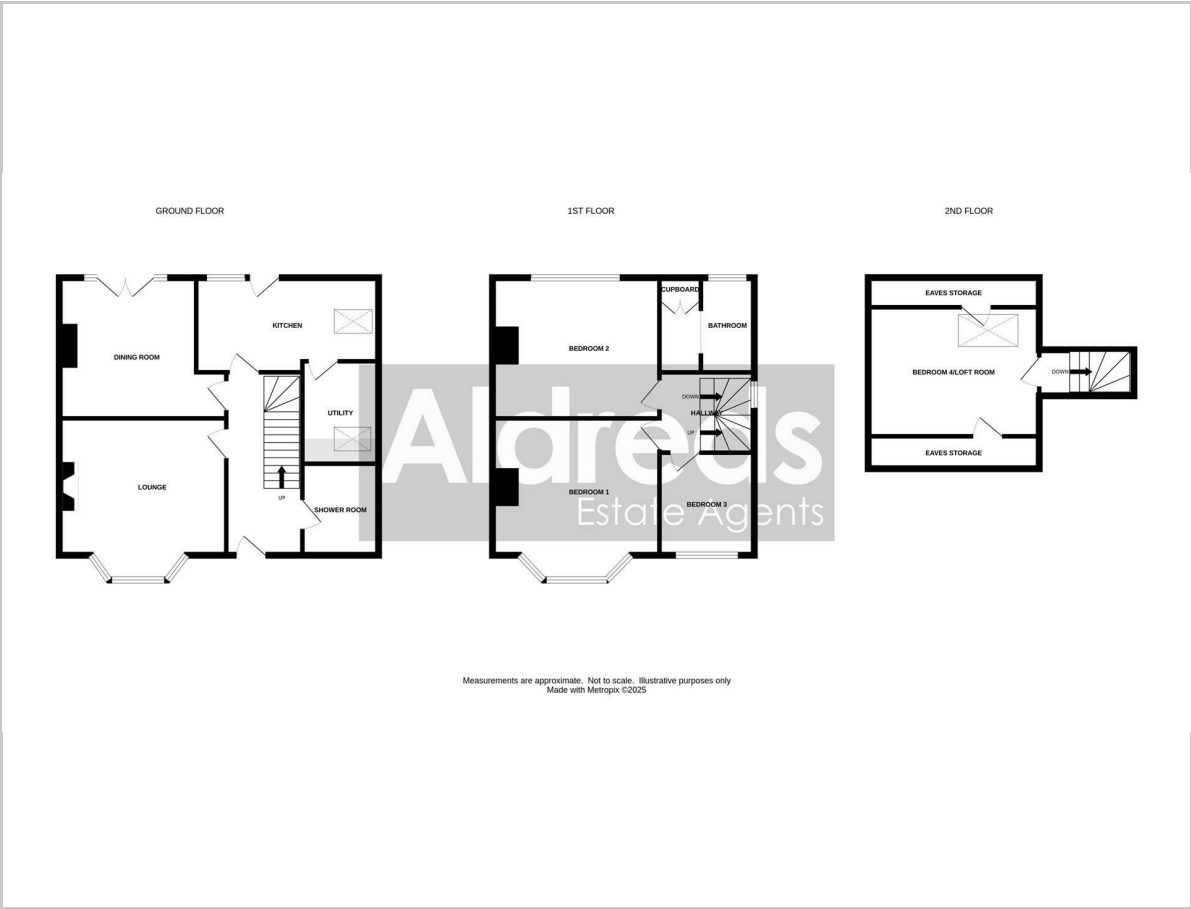 GROUND FLOOR
1ST FLOOR
2ND FLOOR
KITCHEN
DINING ROOM
UTILITY
LOUNGE
UP
SHOWER ROOM
CUPBOARD
BATHROOM
BEDROOM 2
DOWN
HALLWAY
UP
BEDROOM 1
BEDROOM 3
EAVES STORAGE
BEDROOM 4/LOFT ROOM
DOWN
EAVES STORAGE
Aldreds
Estate Agents
Measurements are approximate. Not to scale. Illustrative purposes only
Made with Metropix ©2025